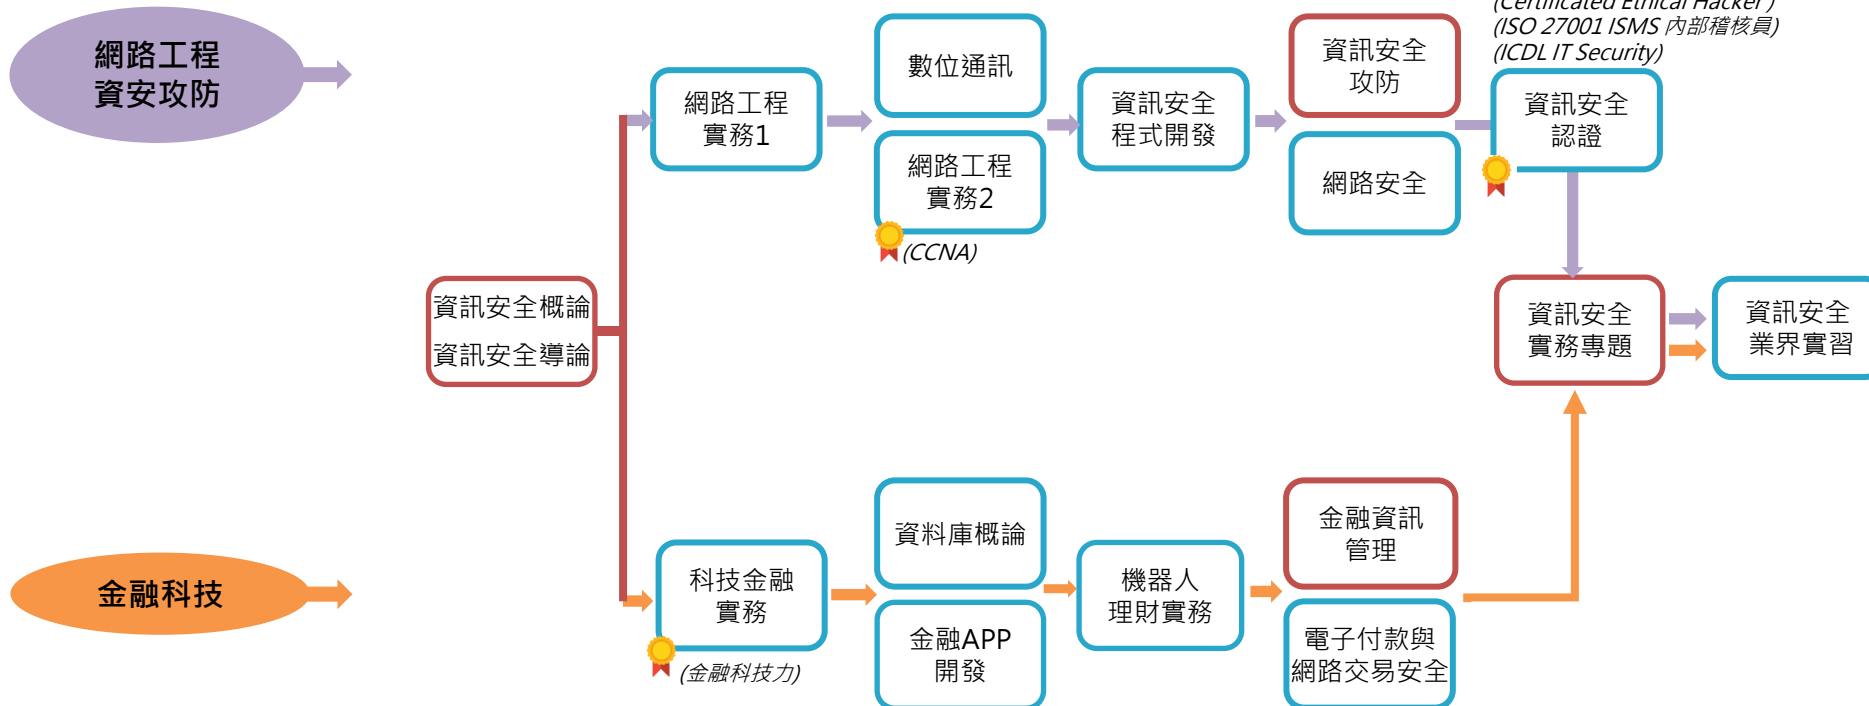 (Certificated Ethical Hacker )
(ISO 27001 ISMS 內部稽核員)
(ICDL IT Security)
網路工程
資安攻防
網路工程
實務1
數位通訊
網路工程
實務2
(CCNA)
資訊安全
程式開發
資訊安全
攻防
網路安全
資訊安全
認證
資訊安全概論
資訊安全導論
資訊安全
實務專題
資訊安全
業界實習
金融科技
科技金融
實務
(金融科技力)
資料庫概論
金融APP
開發
機器人
理財實務
金融資訊
管理
電子付款與
網路交易安全